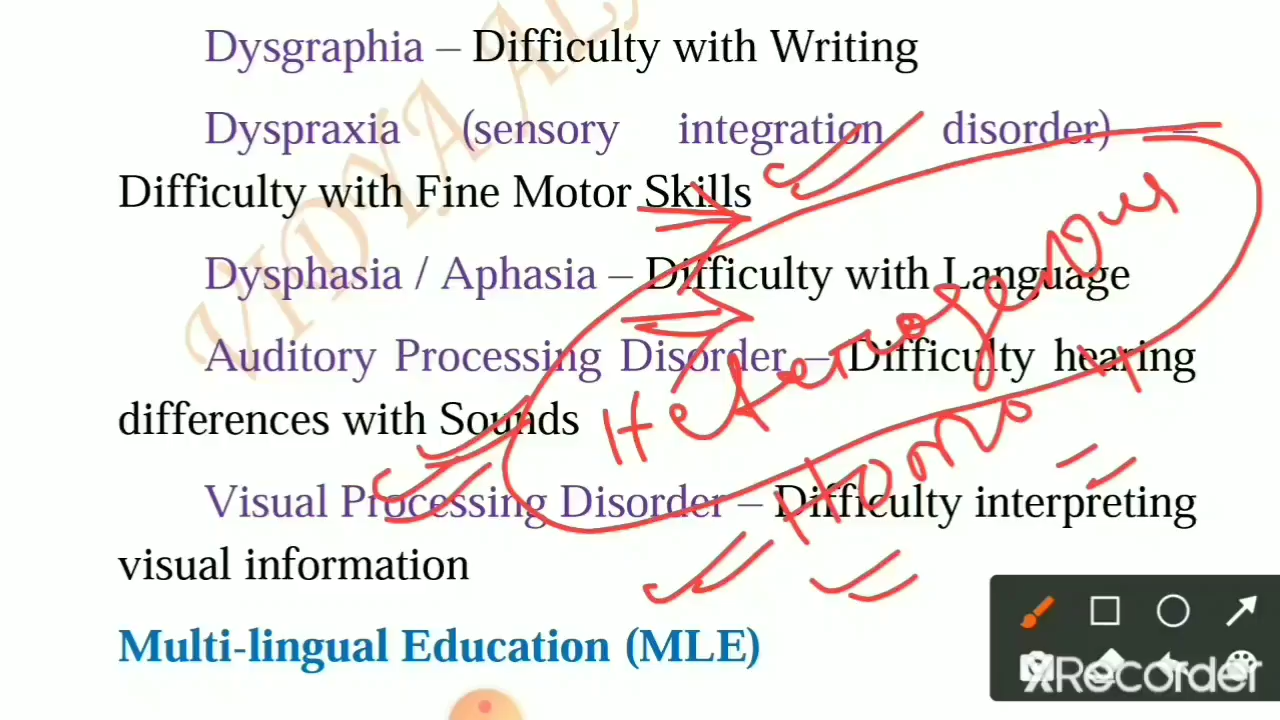 Dysgraphia – Difficulty with Writing
Dyspraxia (sensory integration disorder) –
Difficulty with Fine Motor Skills
Dysphasia / Aphasia – Difficulty with Language
Auditory Processing Disorder – Difficulty hearing
differences with Sounds
Heterogenous
Homo
Visual Processing Disorder – Difficulty interpreting
visual information
Multi-lingual Education (MLE)
XRecorder